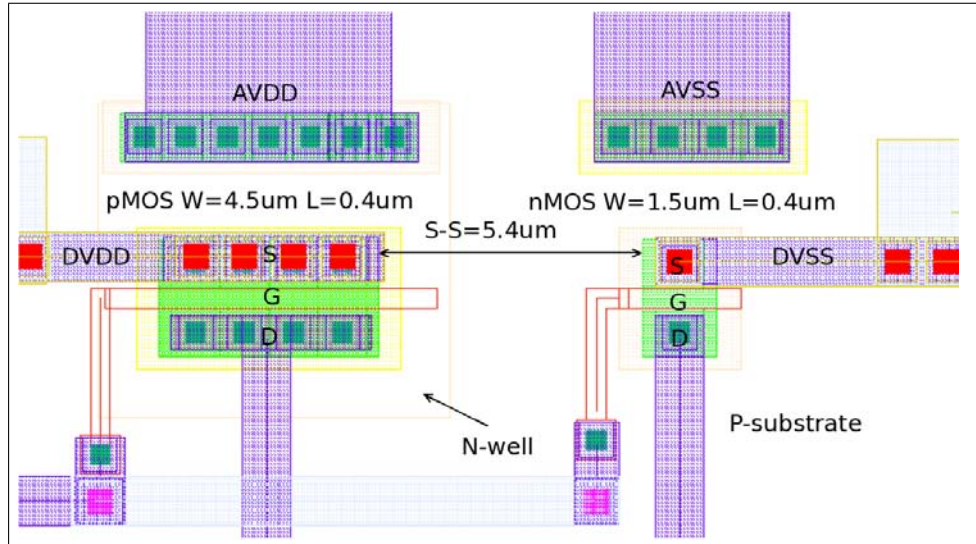 AVDD
AVSS
pMOS W=4.5um L=0.4um
nMOS W=1.5um L=0.4um
S-S=5.4um
DVDD
S
S
DVSS
G
G
D
D
P-substrate
N-well